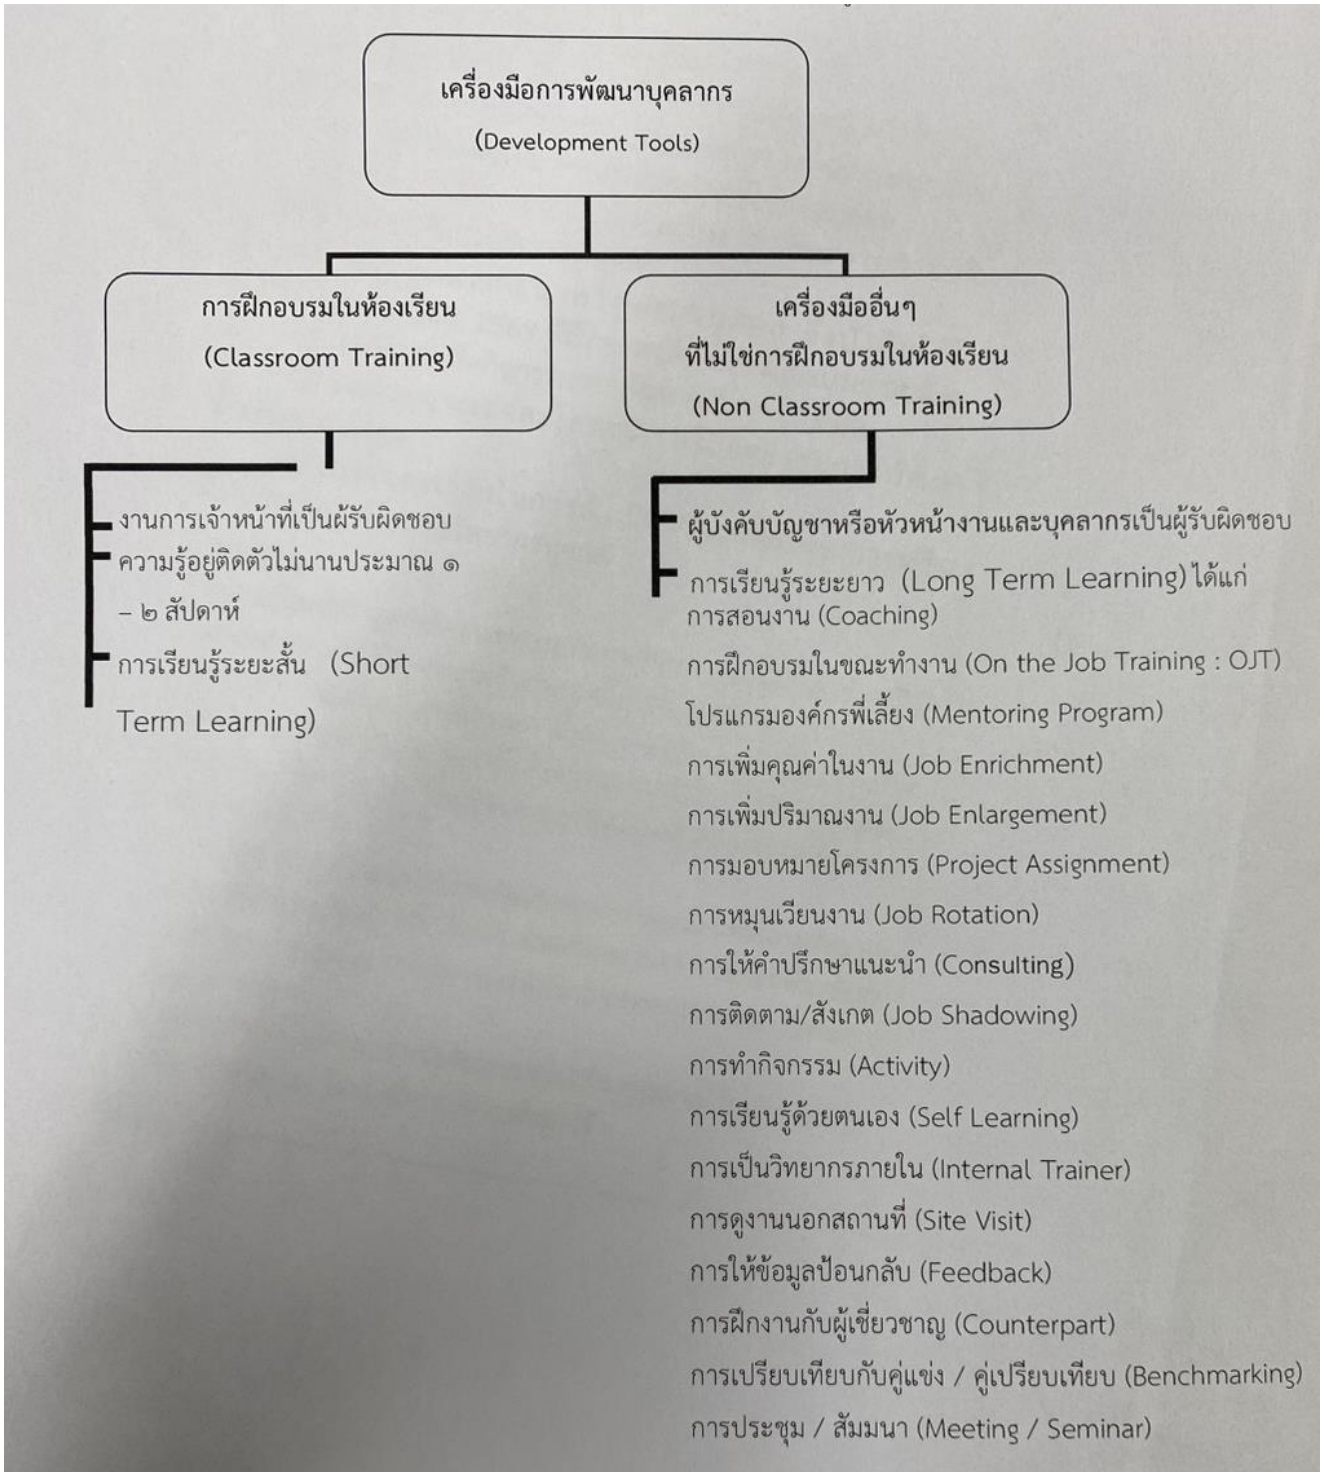 เครื่องมือการพัฒนาบุคลากร
(Development Tools)
การฝึกอบรมในห้องเรียน
(Classroom Training)
งานการเจ้าหน้าที่เป็นผ้รับผิดชอบ
ความรู้อยู่ติดตัวไม่นานประมาณ ๑
– ๒ สัปดาห์
การเรียนรู้ระยะสั้น (Short
Term Learning)
เครื่องมืออื่นๆ
ที่ไม่ใช่การฝึกอบรมในห้องเรียน
(Non Classroom Training)
ผู้บังคับบัญชาหรือหัวหน้างานและบุคลากรเป็นผู้รับผิดชอบ
การเรียนรู้ระยะยาว (Long Term Learning) ได้แก่
การสอนงาน (Coaching)
การฝึกอบรมในขณะทำงาน (On the Job Training : OJT)
โปรแกรมองค์กรพี่เลี้ยง (Mentoring Program)
การเพิ่มคุณค่าในงาน (Job Enrichment)
การเพิ่มปริมาณงาน (Job Enlargement)
การมอบหมายโครงการ (Project Assignment)
การหมุนเวียนงาน (Job Rotation)
การให้คำปรึกษาแนะนำ (Consulting)
การติดตาม/สังเกต (Job Shadowing)
การทำกิจกรรม (Activity)
การเรียนรู้ด้วยตนเอง (Self Learning)
การเป็นวิทยากรภายใน (Internal Trainer)
การดูงานนอกสถานที่ (Site Visit)
การให้ข้อมูลป้อนกลับ (Feedback)
การฝึกงานกับผู้เชี่ยวชาญ (Counterpart)
การเปรียบเทียบกับคู่แข่ง / คู่เปรียบเทียบ (Benchmarking)
การประชุม / สัมมนา (Meeting / Seminar)